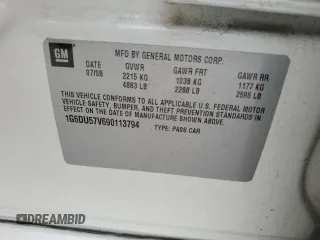 GM
MFD BY GENERAL MOTORS CORP.
DATE GVWR GAWR FRT GAWR RR
07/08 2215 KG 1038 KG 1177 KG
4883 LB 2288 LB 2595 LB
THIS VEHICLE CONFORMS TO ALL APPLICABLE U.S. FEDERAL MOTOR
VEHICLE SAFETY, BUMPER, AND THEFT PREVENTION STANDARDS IN
EFFECT ON THE DATE OF MANUFACTURE SHOWN ABOVE.
1G6DU57V690113794 TYPE: PASS CAR
DREAMBID